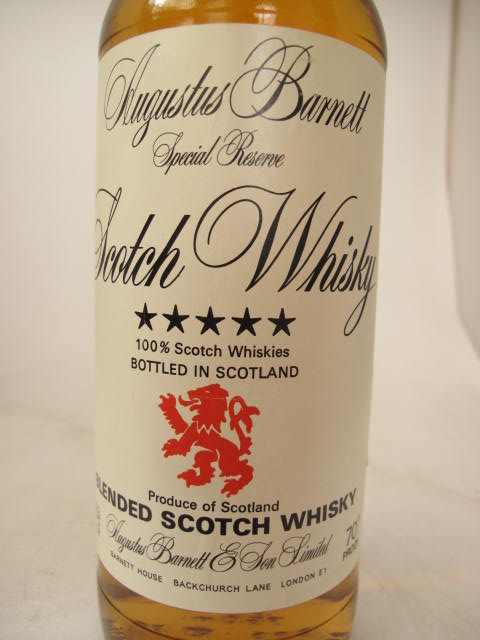 Augustus Barnett
Special Reserve
Scotch Whisky
★★★★★
100% Scotch Whiskies
BOTTLED IN SCOTLAND
Produce of Scotland
BLENDED SCOTCH WHISKY
Augustus Barnett & Son Limited
70°
PROOF
BARNETT HOUSE BACKCHURCH LANE LONDON E1